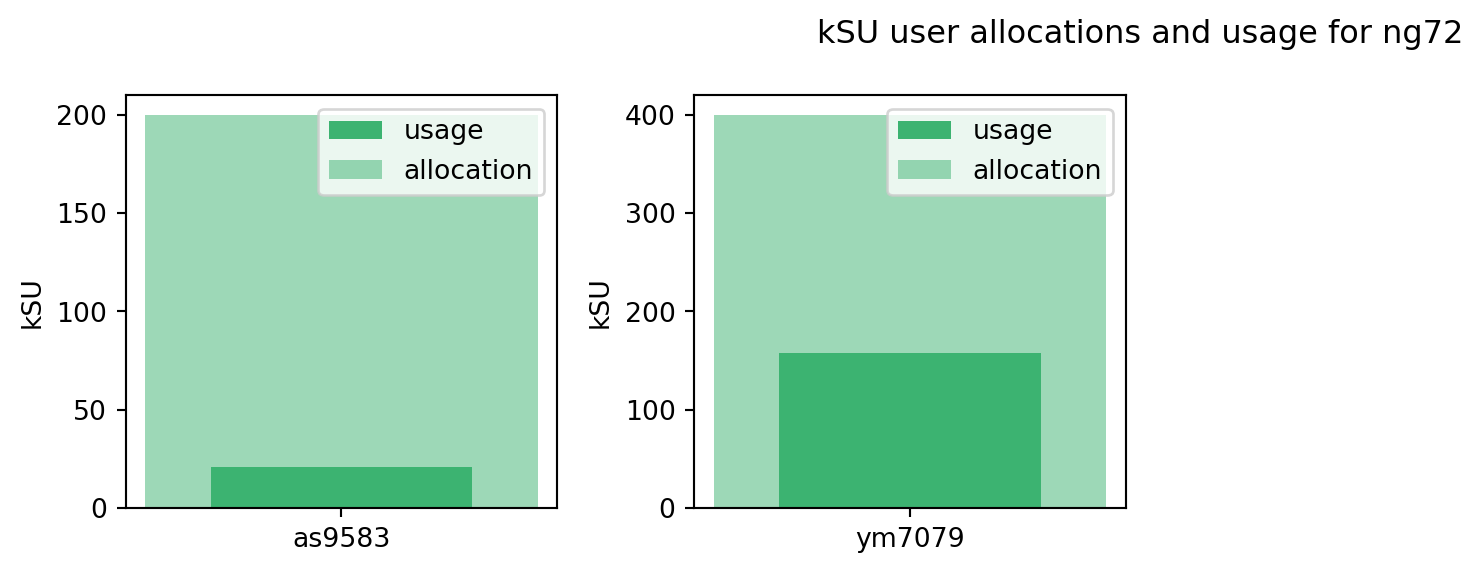 kSU user allocations and usage for ng72
200
150
100
50
0
kSU
usage
allocation
as9583
400
300
200
100
0
kSU
usage
allocation
ym7079